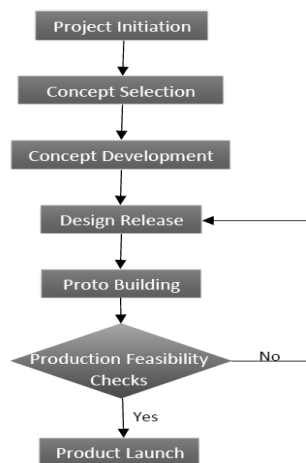 Project Initiation
Concept Selection
Concept Development
Design Release
Proto Building
Production Feasibility
Checks
No
Yes
Product Launch